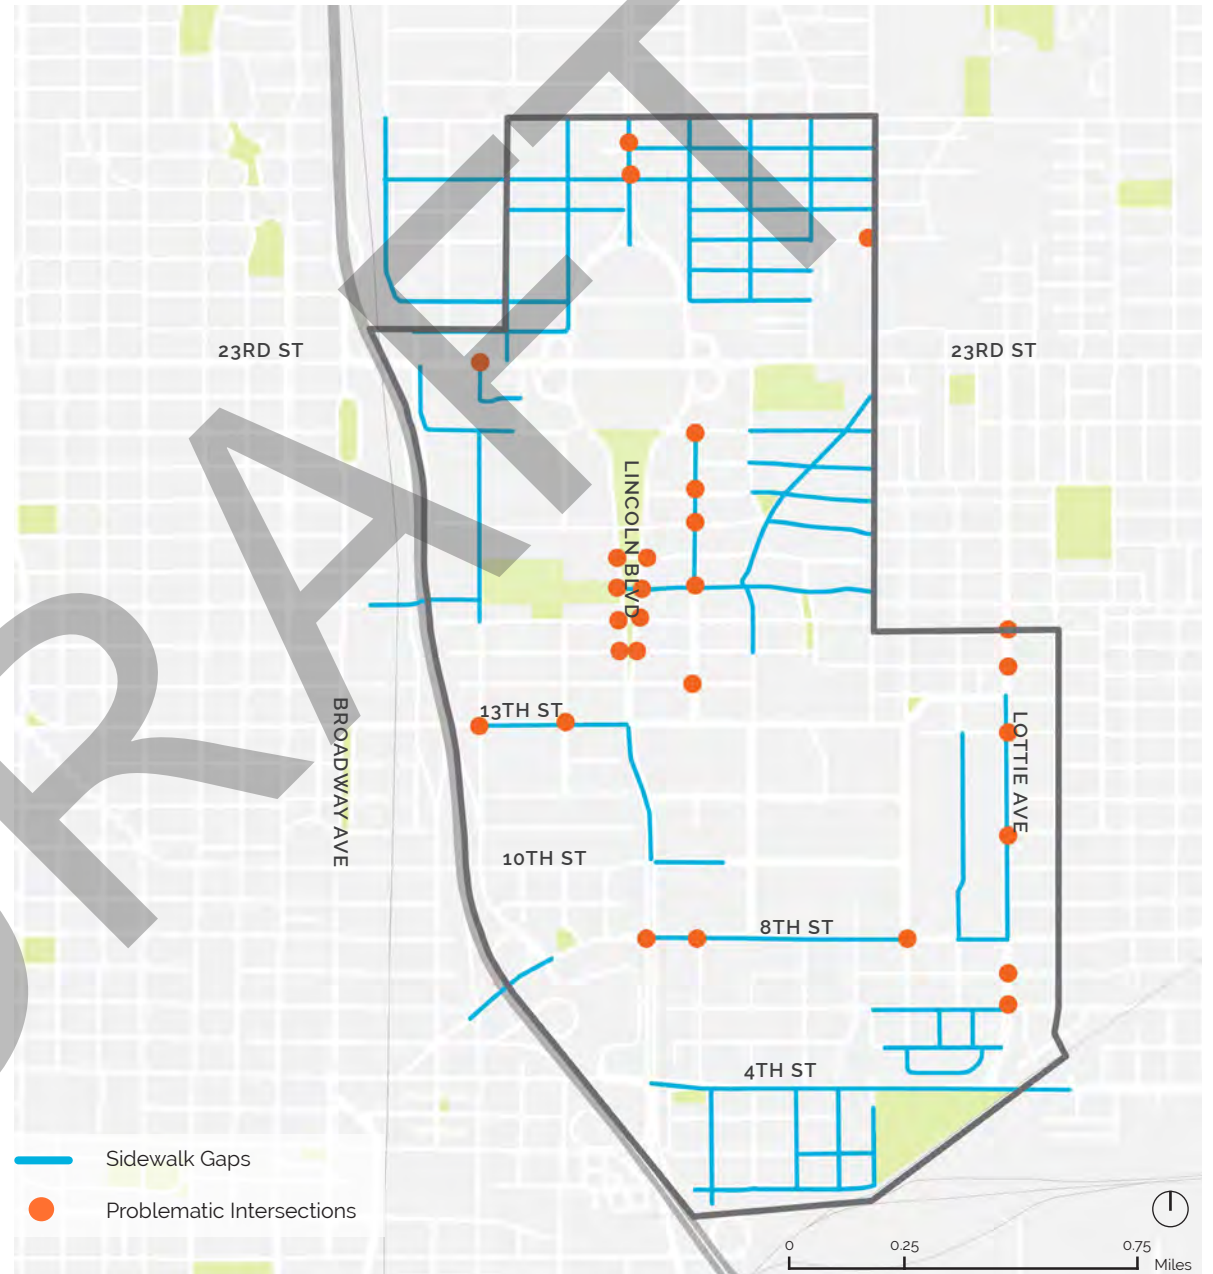 DRAFT
23RD ST
23RD ST
LINCOLN BLVD
BROADWAY AVE
13TH ST
LOTTIE AVE
10TH ST
8TH ST
4TH ST
Sidewalk Gaps
Problematic Intersections
0 0.25 0.75
Miles